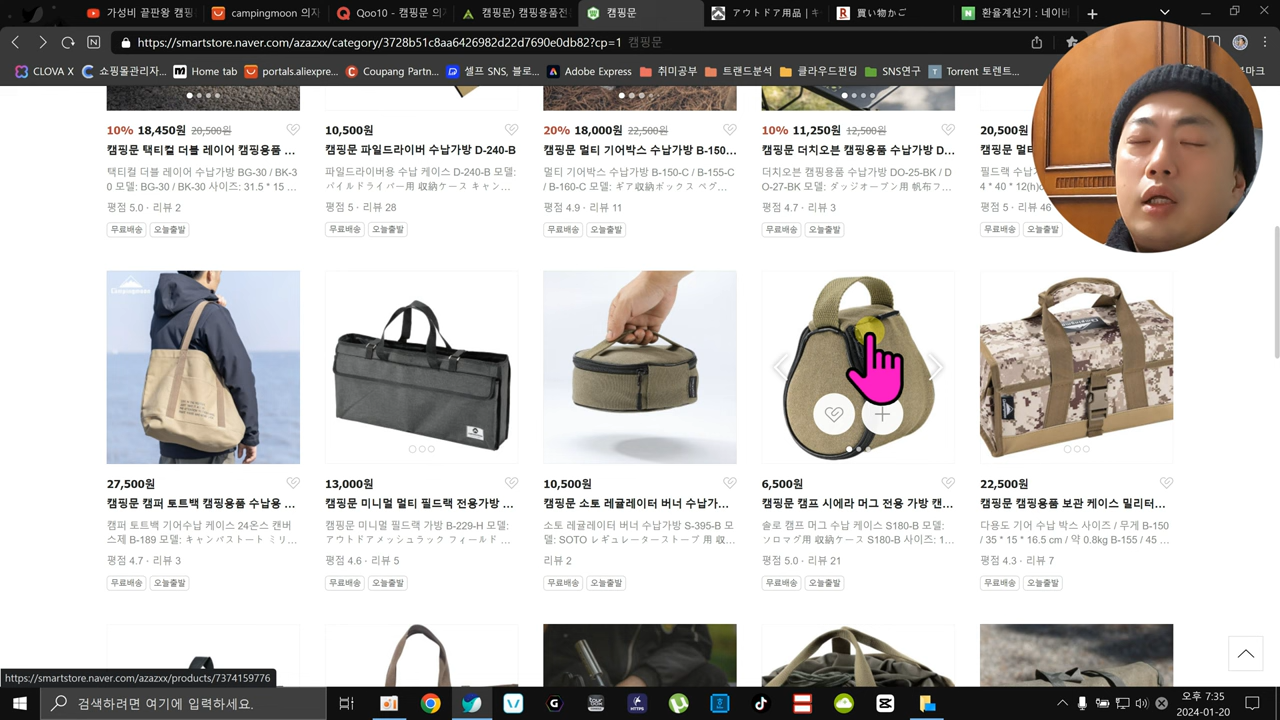 가성비 끝판왕 캠핑
campingmoon 의자
Qoo10 - 캠핑문 의기
캠핑문) 캠핑용품전
캠핑문
アウトドア用品 | キ
買い物かご
환율계산기 : 네이버
https://smartstore.naver.com/azazxx/category/3728b51c8aa6426982d22d7690e0db82?cp=1 캠핑문
CLOVA X
쇼핑몰관리자...
Home tab
portals.aliexpre...
Coupang Partn...
셀프 SNS, 블로...
Adobe Express
취미공부
트랜드분석
클라우드펀딩
SNS연구
Torrent 토렌트...
부마크
10% 18,450원 20,500원
10,500원
20% 18,000원 22,500원
10% 11,250원 12,500원
20,500원
캠핑문 택티컬 더블 레이어 캠핑용품 ...
캠핑문 파일드라이버 수납가방 D-240-B
캠핑문 멀티 기어박스 수납가방 B-150...
캠핑문 더치오븐 캠핑용품 수납가방 D...
캠핑문 멀티
택티컬 더블 레이어 수납가방 BG-30 / BK-3
0 모델: BG-30 / BK-30 사이즈: 31.5 * 15 ...
파일드라미버용 수납 케이스 D-240-B 모델:
パイルドライバー用 収納ケース キャン...
멀티 기어박스 수납가방 B-150-C / B-155-C
/ B-160-C 모델: ギア収納ボックス ペグ...
더치오븐 수납가방 DO-25-BK / D
O-27-BK 모델: ダッジオーブン用 帆布フ...
필드락 수납
4 * 40 * 12(h)
평점 5.0 · 리뷰 2
평점 5 · 리뷰 28
평점 4.9 · 리뷰 11
평점 4.7 · 리뷰 3
평점 5 · 리뷰 46
무료배송 오늘출발
무료배송 오늘출발
무료배송 오늘출발
무료배송 오늘출발
무료배송 오늘출발
Campingmoon
27,500원
13,000원
10,500원
6,500원
22,500원
캠핑문 캠퍼 토트백 캠핑용품 수납용 ...
캠핑문 미니멀 멀티 필드랙 전용가방 ...
캠핑문 소토 레귤레이터 버너 수납가...
캠핑문 캠프 시에라 머그 전용 가방 캔...
캠핑문 캠핑용품 보관 케이스 밀리터...
캠퍼 토트백 기어수납 케이스 24온스 캔버
스제 B-189 모델: キャンバストート ミリ...
캠핑문 미니멀 필드랙 가방 B-229-H 모델:
アウトドアメッシュラック フィールド ...
소토 레귤레이터 버너 수납가방 S-395-B 모
델: SOTO レギュレーターストーブ 用 収...
솔로 캠프 머그 수납 케이스 S180-B 모델:
ソロマグ用 収納ケース S180-B 사이즈: 1...
다용도 기어 수납 박스 사이즈 / 무게 B-150
/ 35 * 15 * 16.5 cm / 약 0.8kg B-155 / 45 ...
평점 4.7 · 리뷰 3
평점 4.6 · 리뷰 5
리뷰 2
평점 5.0 · 리뷰 21
평점 4.3 · 리뷰 7
무료배송 오늘출발
무료배송 오늘출발
무료배송 오늘출발
무료배송 오늘출발
무료배송 오늘출발
https://smartstore.naver.com/azazxx/products/7374159776
검색하려면 여기에 입력하세요.
오후 7:35
2024-01-20